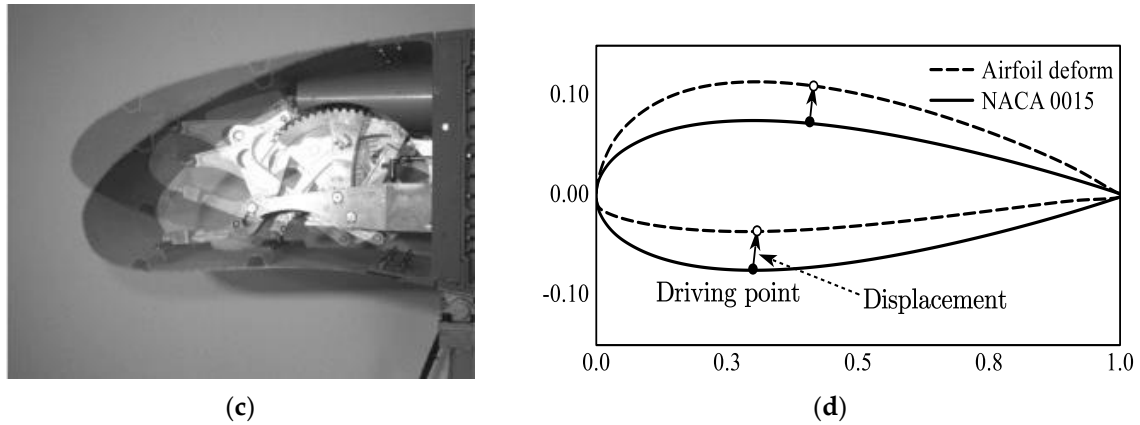 Airfoil deform
NACA 0015
0.10
0.00
-0.10
Driving point
Displacement
0.0 0.3 0.5 0.8 1.0
(c) (d)